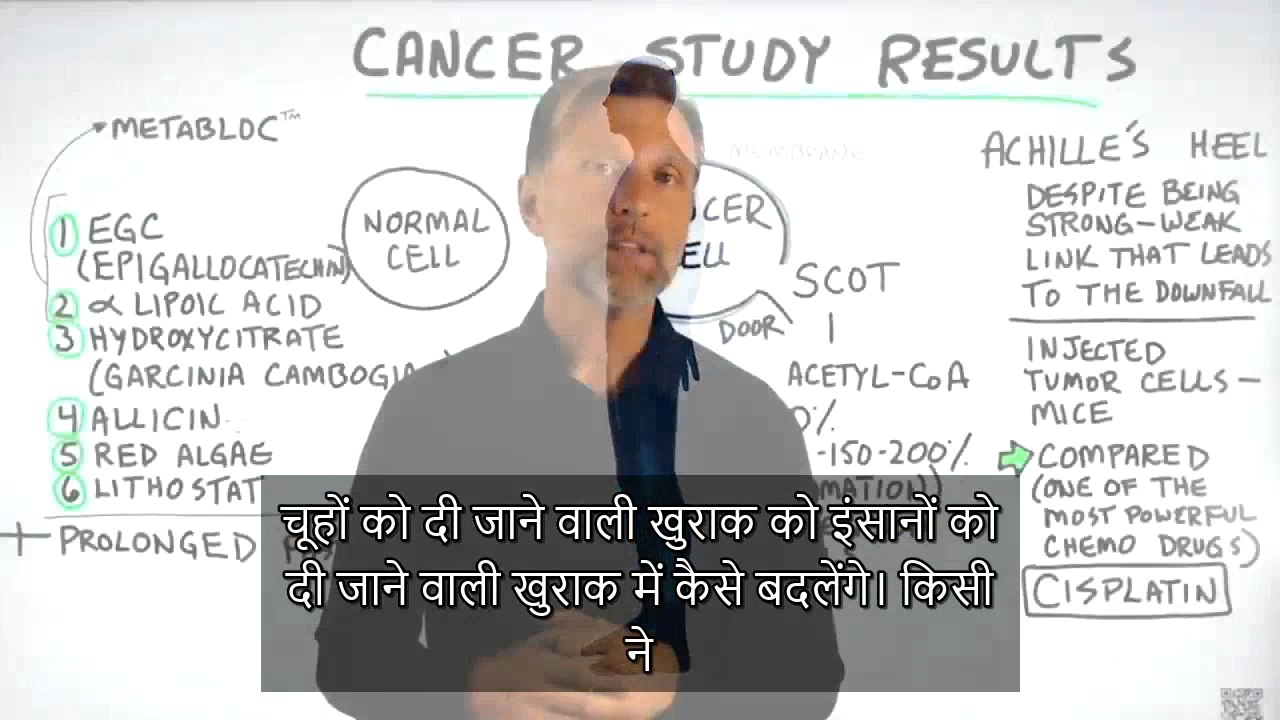 CANCER STUDY RESULTS
METABLOC™
1 EGC
(EPIGALLOCATECHIN)
2 α LIPOIC ACID
3 HYDROXYCITRATE
(GARCINIA CAMBOGIA
4 ALLICIN
5 RED ALGAE
6 LITHOSTAT
+ PROLONGED
NORMAL
CELL
MEMBRANE
DOOR
SCOT
ACETYL-CoA
-150-200%
ACHILLE'S HEEL
DESPITE BEING
STRONG-WEAK
LINK THAT LEADS
TO THE DOWNFALL
INJECTED
TUMOR CELLS-
MICE
COMPARED
(ONE OF THE
MOST POWERFUL
CHEMO DRUGS)
CISPLATIN
चूहों को दी जाने वाली खुराक को इंसानों को
दी जाने वाली खुराक में कैसे बदलेंगे। किसी
ने